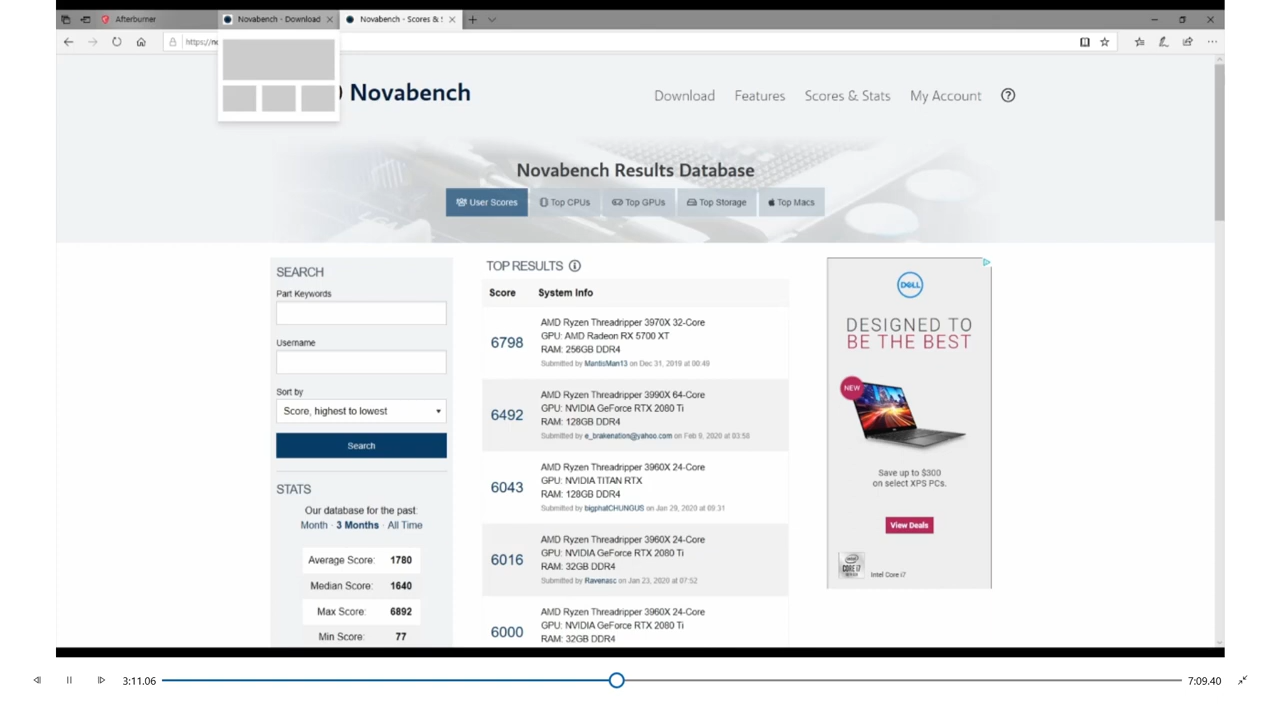 Afterburner
Novabench - Download
Novabench - Scores & S
https://no
Novabench
Download
Features
Scores & Stats
My Account
Novabench Results Database
User Scores
Top CPUs
Top GPUs
Top Storage
Top Macs
SEARCH
Part Keywords
Username
Sort by
Score, highest to lowest
Search
STATS
Our database for the past:
Month · 3 Months · All Time
Average Score: 1780
Median Score: 1640
Max Score: 6892
Min Score: 77
TOP RESULTS
Score System Info
6798
AMD Ryzen Threadripper 3970X 32-Core
GPU: AMD Radeon RX 5700 XT
RAM: 256GB DDR4
Submitted by MantisMan13 on Dec 31, 2019 at 00:49
6492
AMD Ryzen Threadripper 3990X 64-Core
GPU: NVIDIA GeForce RTX 2080 Ti
RAM: 128GB DDR4
Submitted by e_brakenation@yahoo.com on Feb 9, 2020 at 03:58
6043
AMD Ryzen Threadripper 3960X 24-Core
GPU: NVIDIA TITAN RTX
RAM: 128GB DDR4
Submitted by bigphatCHUNGUS on Jan 29, 2020 at 09:31
6016
AMD Ryzen Threadripper 3960X 24-Core
GPU: NVIDIA GeForce RTX 2080 Ti
RAM: 32GB DDR4
Submitted by Ravenasc on Jan 23, 2020 at 07:52
6000
AMD Ryzen Threadripper 3960X 24-Core
GPU: NVIDIA GeForce RTX 2080 Ti
RAM: 32GB DDR4
DELL
DESIGNED TO
BE THE BEST
NEW
Save up to $300
on select XPS PCs.
View Deals
CORE i7
Intel Core i7
3:11.06
7:09.40